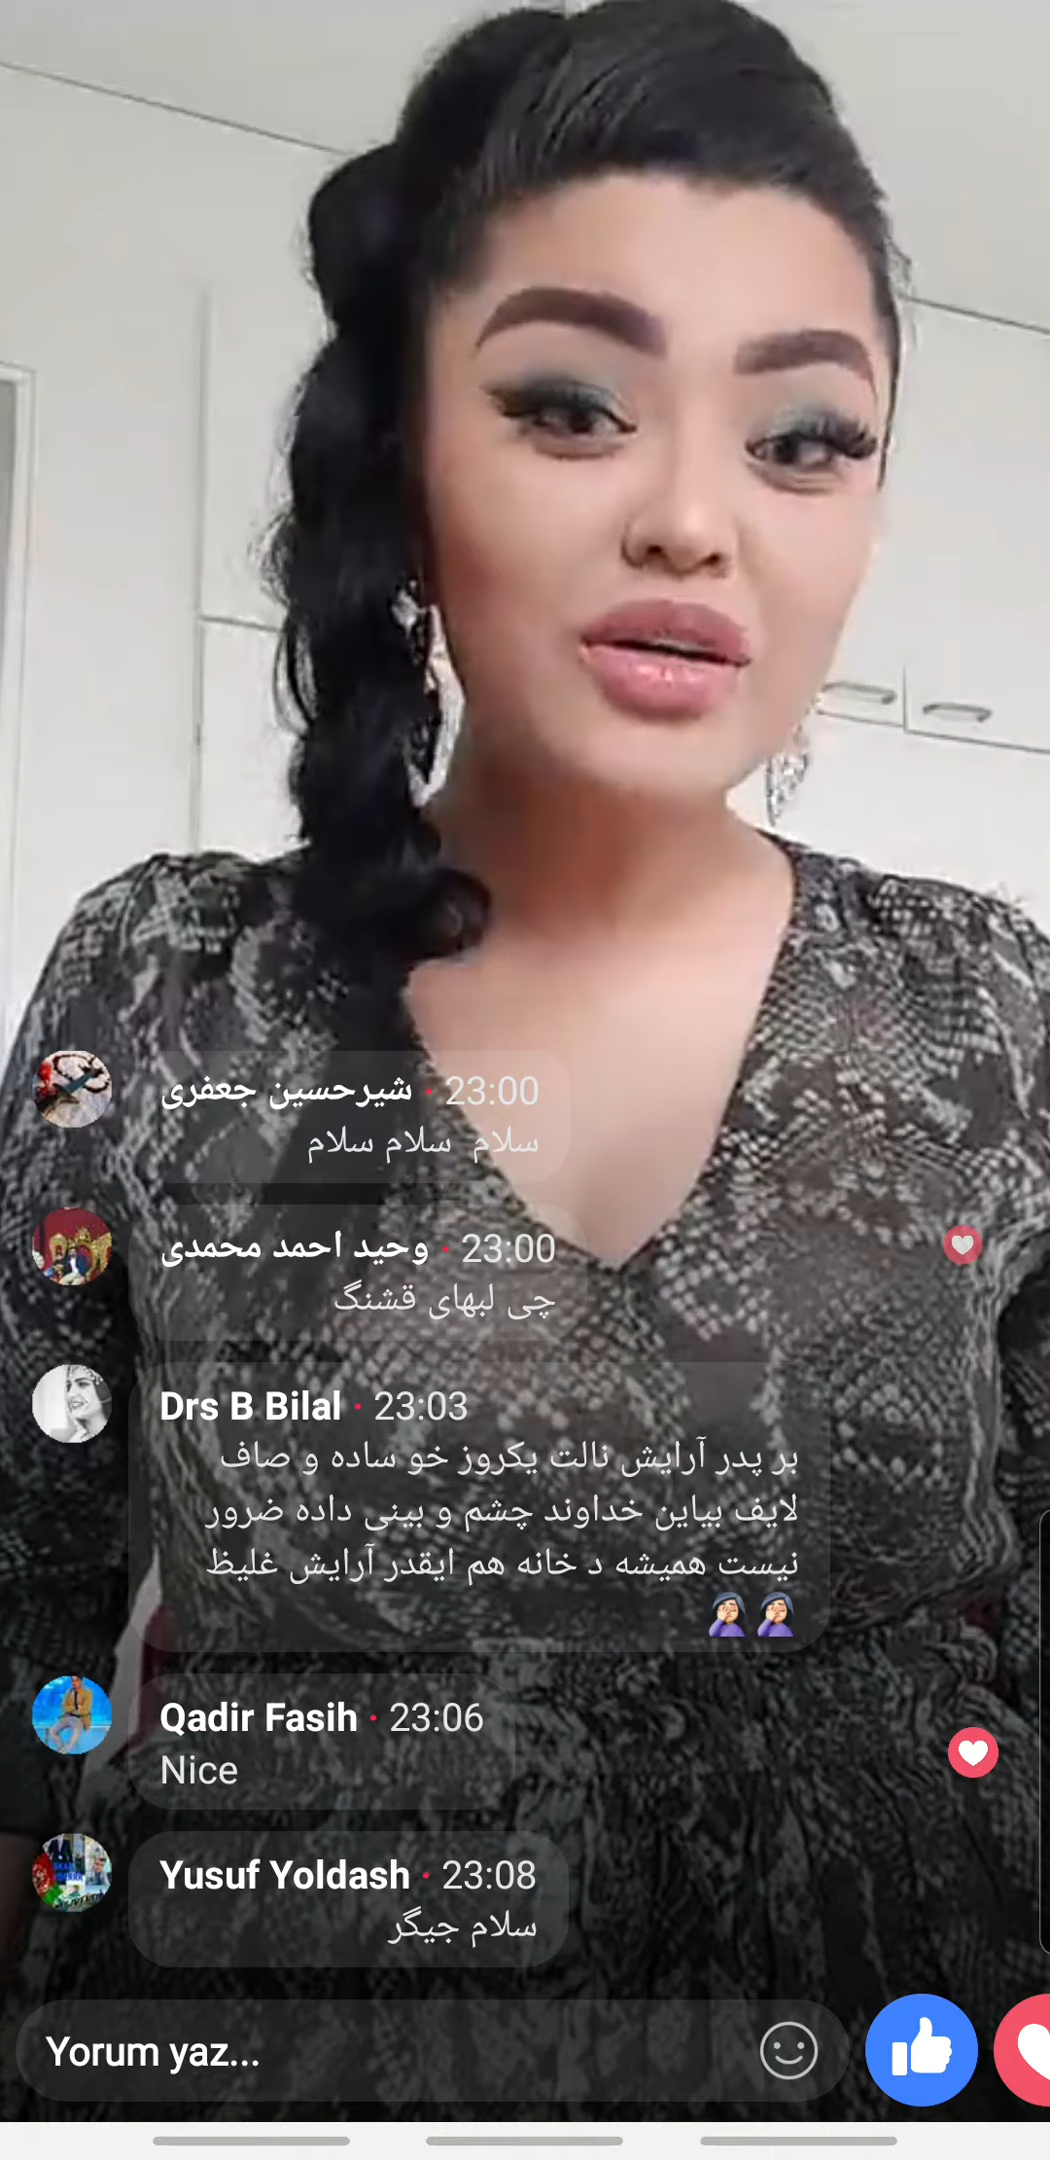 شیرحسین جعفری · 23:00
سلام سلام سلام
وحید احمد محمدی · 23:00
چی لبهای قشنگ
Drs B Bilal · 23:03
بر پدر آرایش نالت یکروز خو ساده و صاف
لایف بیاین خداوند چشم و بینی داده ضرور
نیست همیشه د خانه هم ایقدر آرایش غلیظ
🤦🏻‍♀️🤦🏻‍♀️
Qadir Fasih · 23:06
Nice
Yusuf Yoldash · 23:08
سلام جیگر
Yorum yaz...